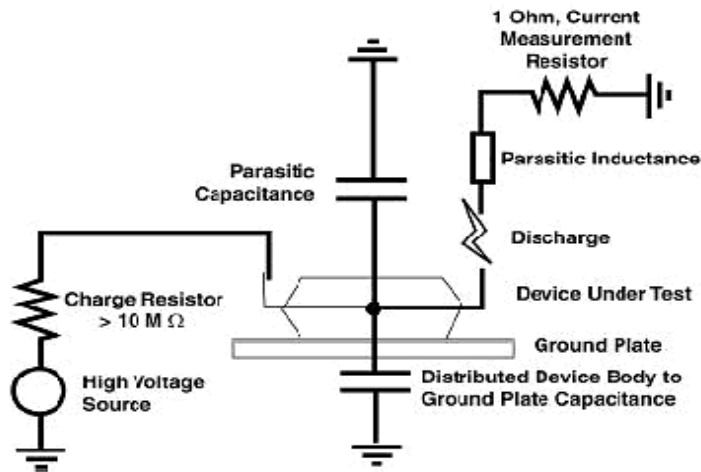 1 Ohm, Current
Measurement
Resistor
Parasitic Inductance
Parasitic
Capacitance
Discharge
Charge Resistor
> 10 M Ω
Device Under Test
Ground Plate
High Voltage
Source
Distributed Device Body to
Ground Plate Capacitance